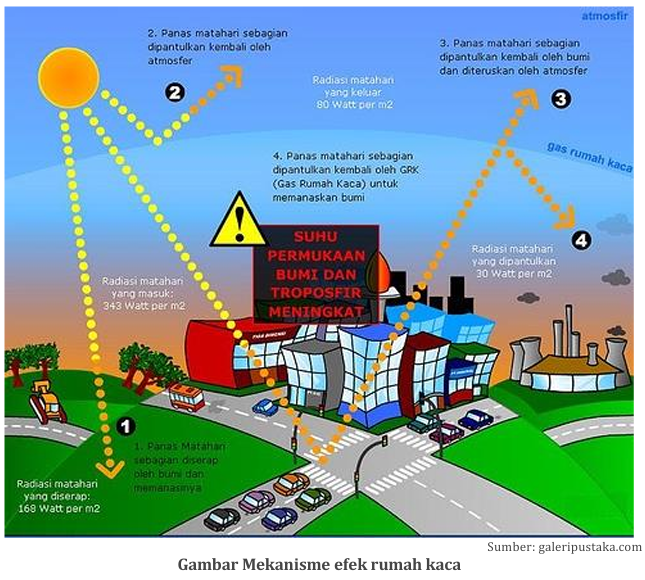 atmosfir
2. Panas matahari sebagian
dipantulkan kembali oleh
atmosfer
2
Radiasi matahari
yang keluar
80 Watt per m2
3. Panas matahari sebagian
dipantulkan kembali oleh bumi
dan diteruskan oleh atmosfer
3
gas rumah kaca
4. Panas matahari sebagian
dipantulkan kembali oleh GRK
(Gas Rumah Kaca) untuk
memanaskan bumi
!
SUHU
PERMUKAAN
BUMI DAN
TROPOSFIR
MENINGKAT
4
Radiasi matahari
yang dipantulkan
30 Watt per m2
Radiasi matahari
yang masuk:
343 Watt per m2
1
1. Panas Matahari
sebagian diserap
oleh bumi dan
memanasinya
Radiasi matahari
yang diserap:
168 Watt per m2
Sumber: galeripustaka.com
Gambar Mekanisme efek rumah kaca